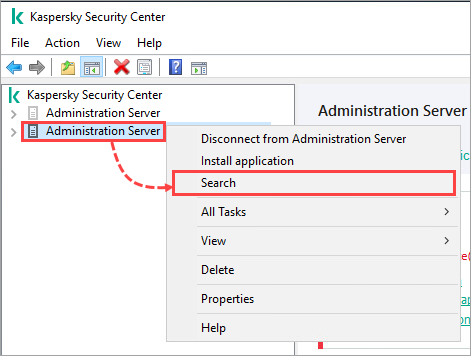 Kaspersky Security Center
File Action View Help
Kaspersky Security Center
Administration Server
Administration Server
Administration Server
Disconnect from Administration Server
Install application
Search
All Tasks
View
Delete
Properties
Help